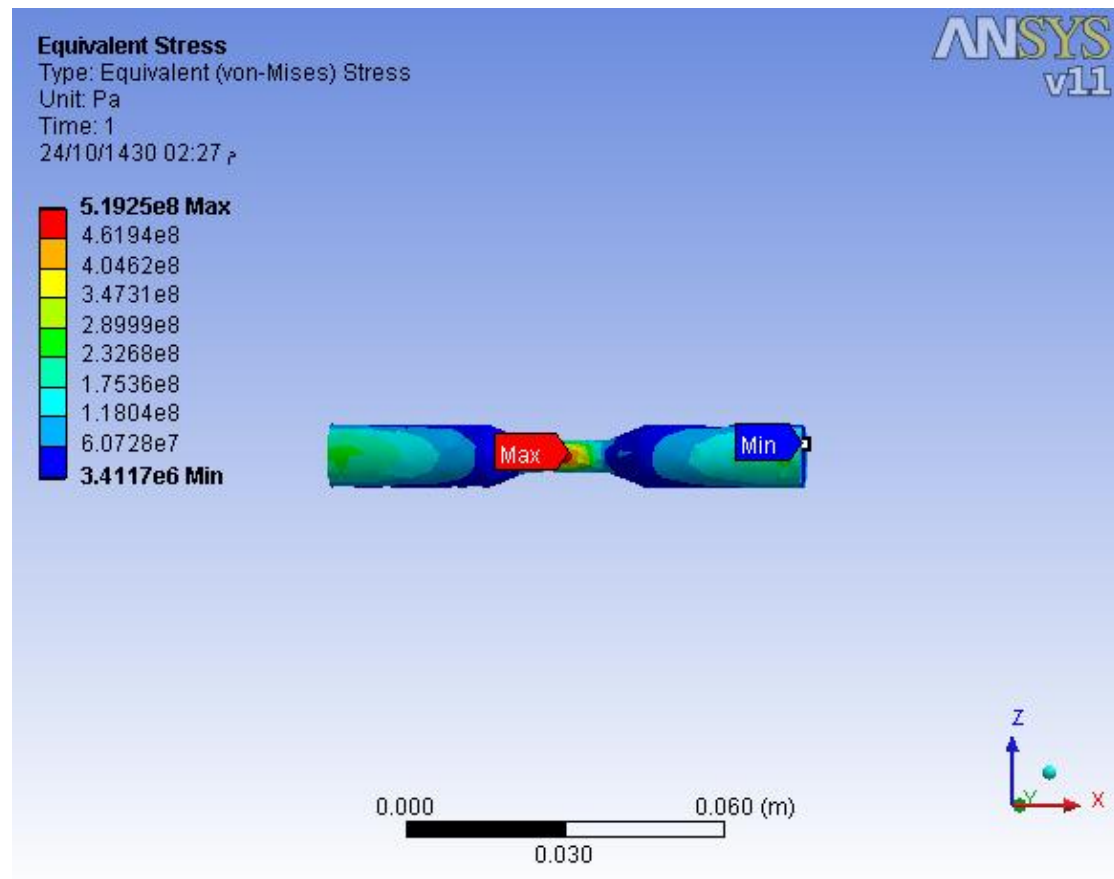 Equivalent Stress
Type: Equivalent (von-Mises) Stress
Unit: Pa
Time: 1
24/10/1430 02:27 م
ANSYS
v11
5.1925e8 Max
4.6194e8
4.0462e8
3.4731e8
2.8999e8
2.3268e8
1.7536e8
1.1804e8
6.0728e7
3.4117e6 Min
Max
Min
Z
Y
X
0.000
0.060 (m)
0.030